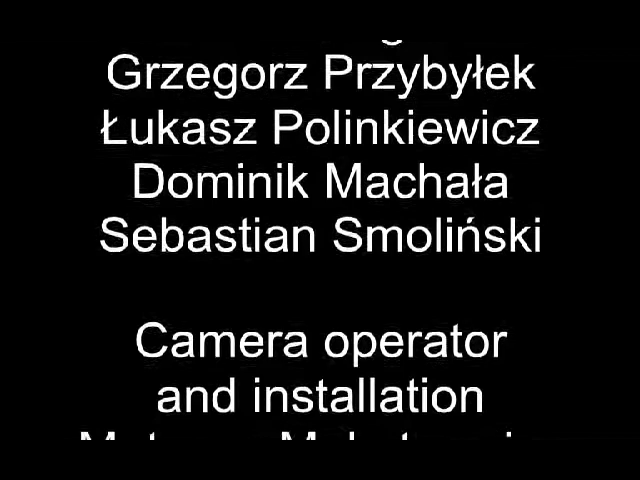 Grzegorz Przybyłek
Łukasz Polinkiewicz
Dominik Machała
Sebastian Smoliński
Camera operator
and installation